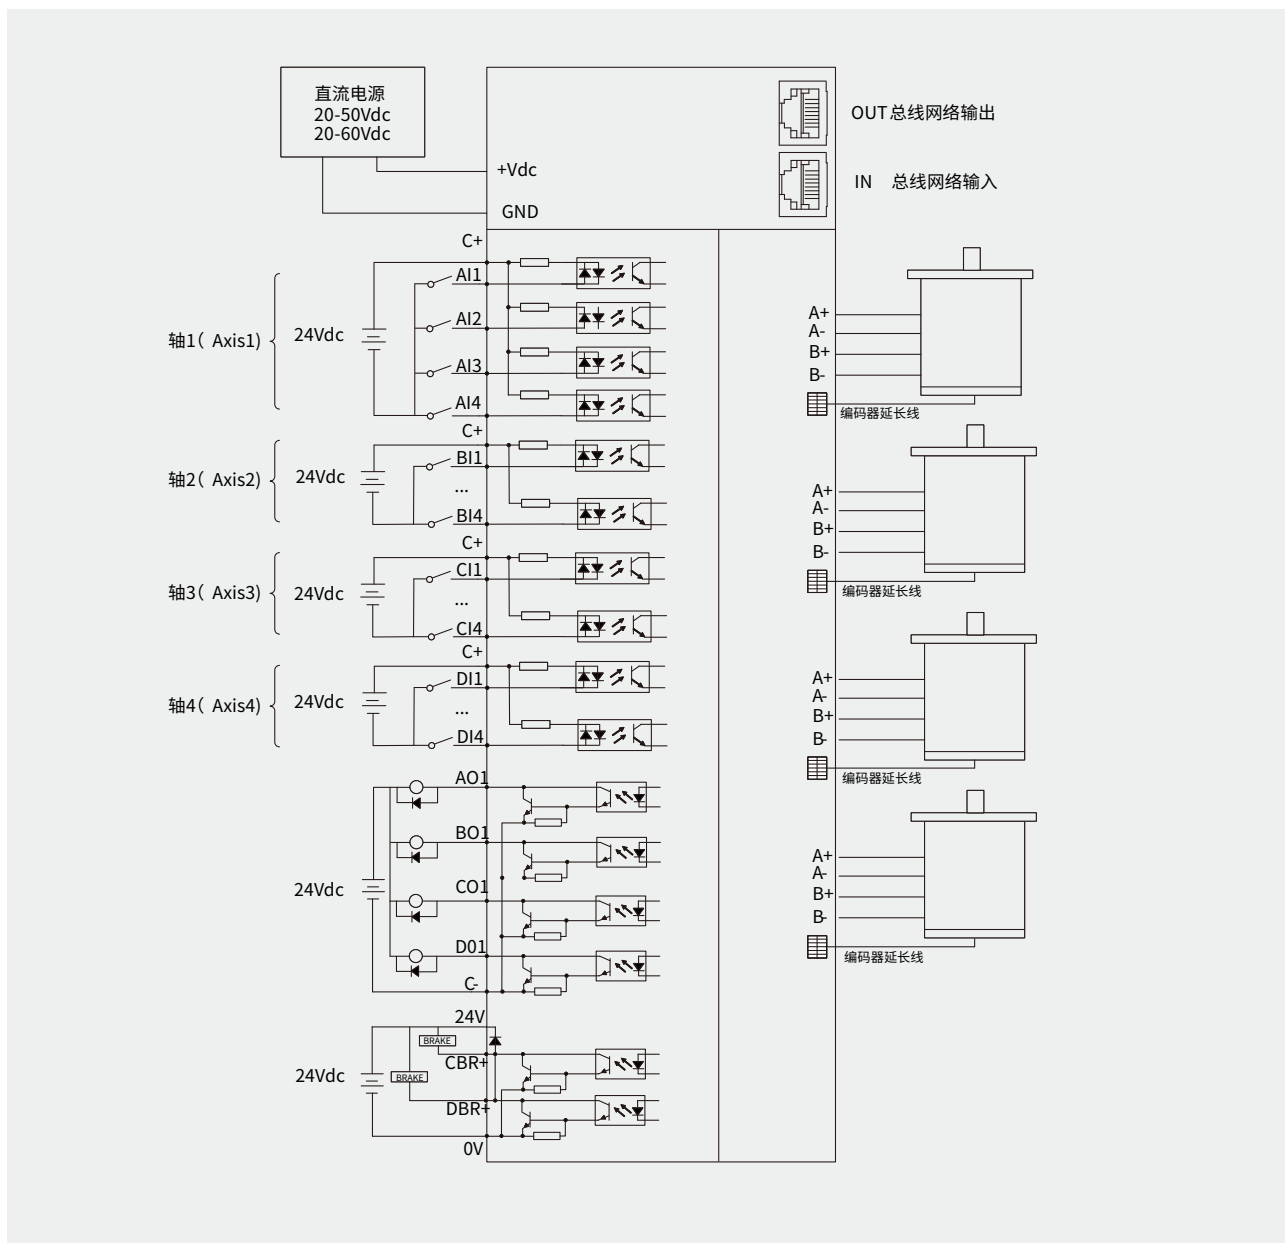 直流电源
20-50Vdc
20-60Vdc
+Vdc
GND
OUT总线网络输出
IN 总线网络输入
C+
AI1
AI2
AI3
AI4
轴1( Axis1)
24Vdc
C+
BI1
...
BI4
轴2( Axis2)
24Vdc
C+
CI1
...
CI4
轴3( Axis3)
24Vdc
C+
DI1
...
DI4
轴4( Axis4)
24Vdc
AO1
BO1
CO1
D01
C-
24Vdc
24V
BRAKE
CBR+
BRAKE
DBR+
0V
24Vdc
A+
A-
B+
B-
编码器延长线
A+
A-
B+
B-
编码器延长线
A+
A-
B+
B-
编码器延长线
A+
A-
B+
B-
编码器延长线